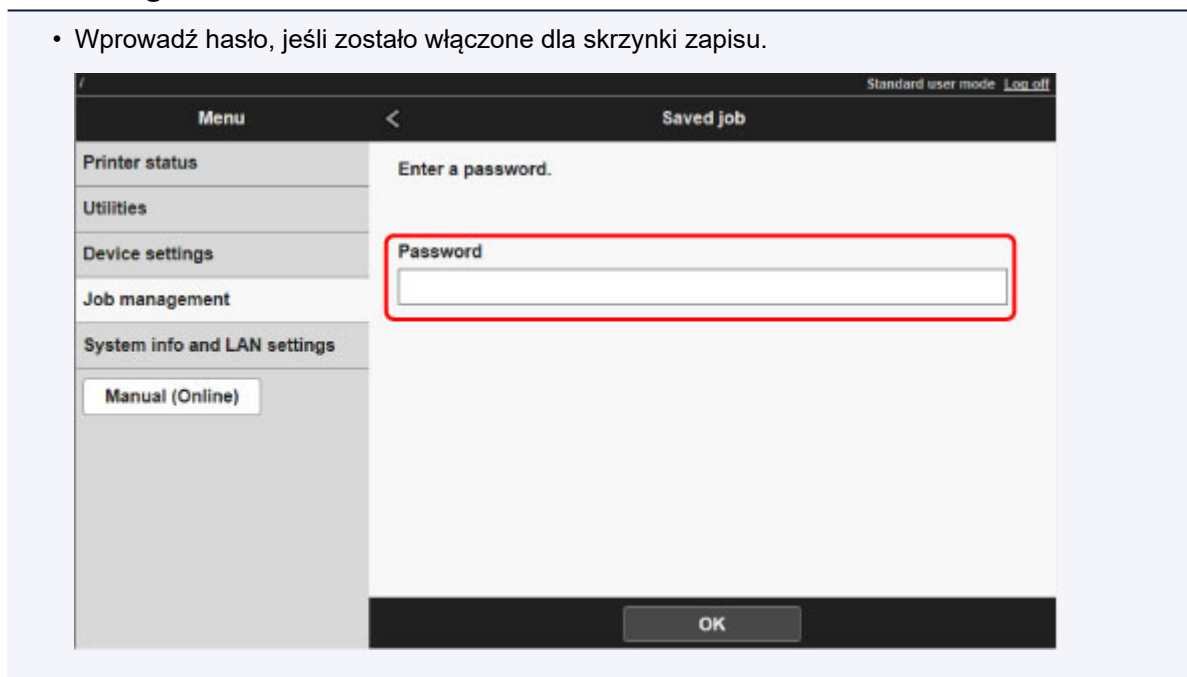 • Wprowadź hasło, jeśli zostało włączone dla skrzynki zapisu.
/ Standard user mode Log off
Menu < Saved job
Printer status
Enter a password.
Utilities
Device settings
Password
Job management
System info and LAN settings
Manual (Online)
OK